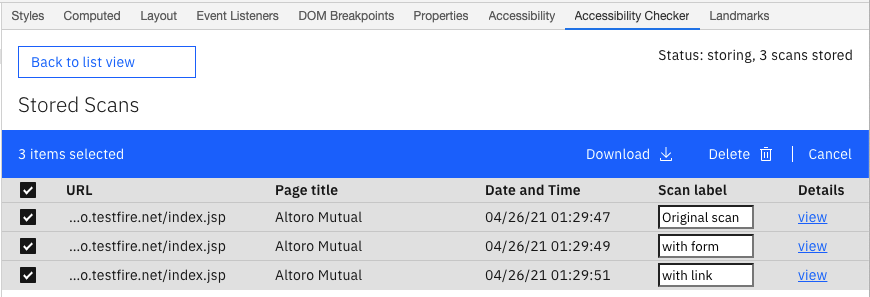 Styles Computed Layout Event Listeners DOM Breakpoints Properties Accessibility Accessibility Checker Landmarks
Back to list view Status: storing, 3 scans stored
Stored Scans
3 items selected Download Delete Cancel
URL Page title Date and Time Scan label Details
...o.testfire.net/index.jsp Altoro Mutual 04/26/21 01:29:47 Original scan view
...o.testfire.net/index.jsp Altoro Mutual 04/26/21 01:29:49 with form view
...o.testfire.net/index.jsp Altoro Mutual 04/26/21 01:29:51 with link view